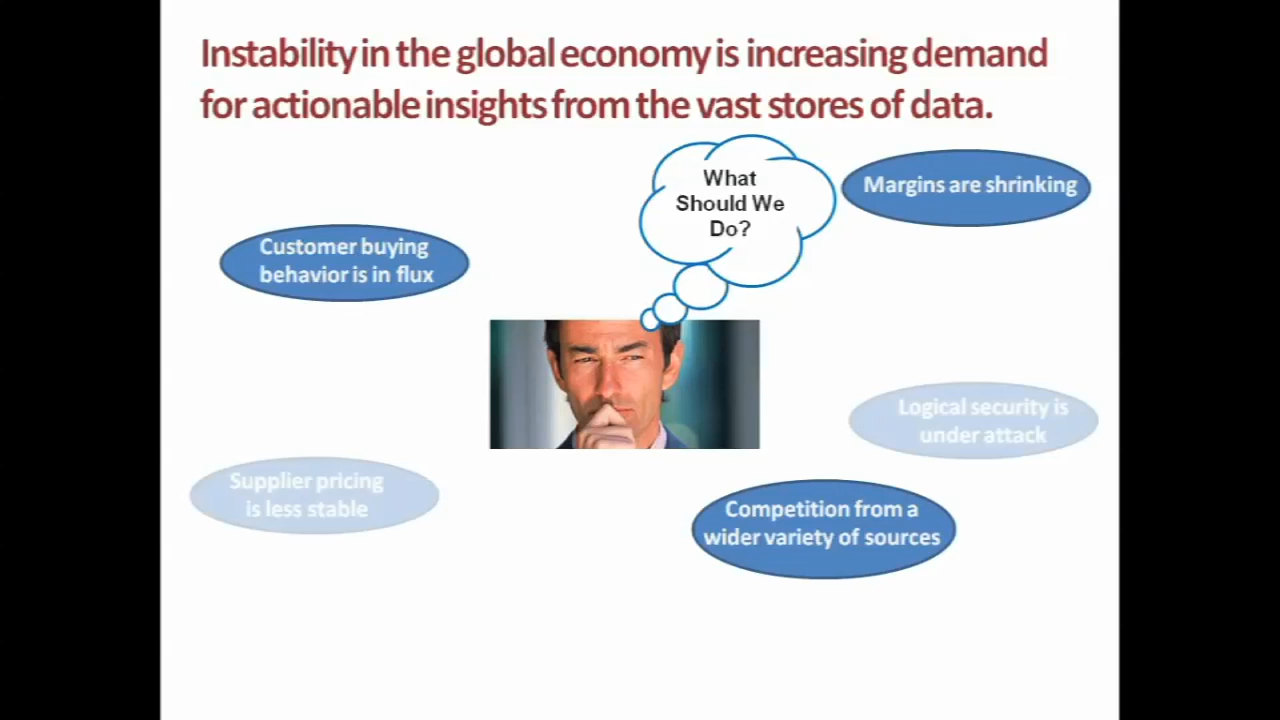 Instability in the global economy is increasing demand
for actionable insights from the vast stores of data.
What
Should We
Do?
Margins are shrinking
Customer buying
behavior is in flux
Logical security is
under attack
Supplier pricing
is less stable
Competition from a
wider variety of sources